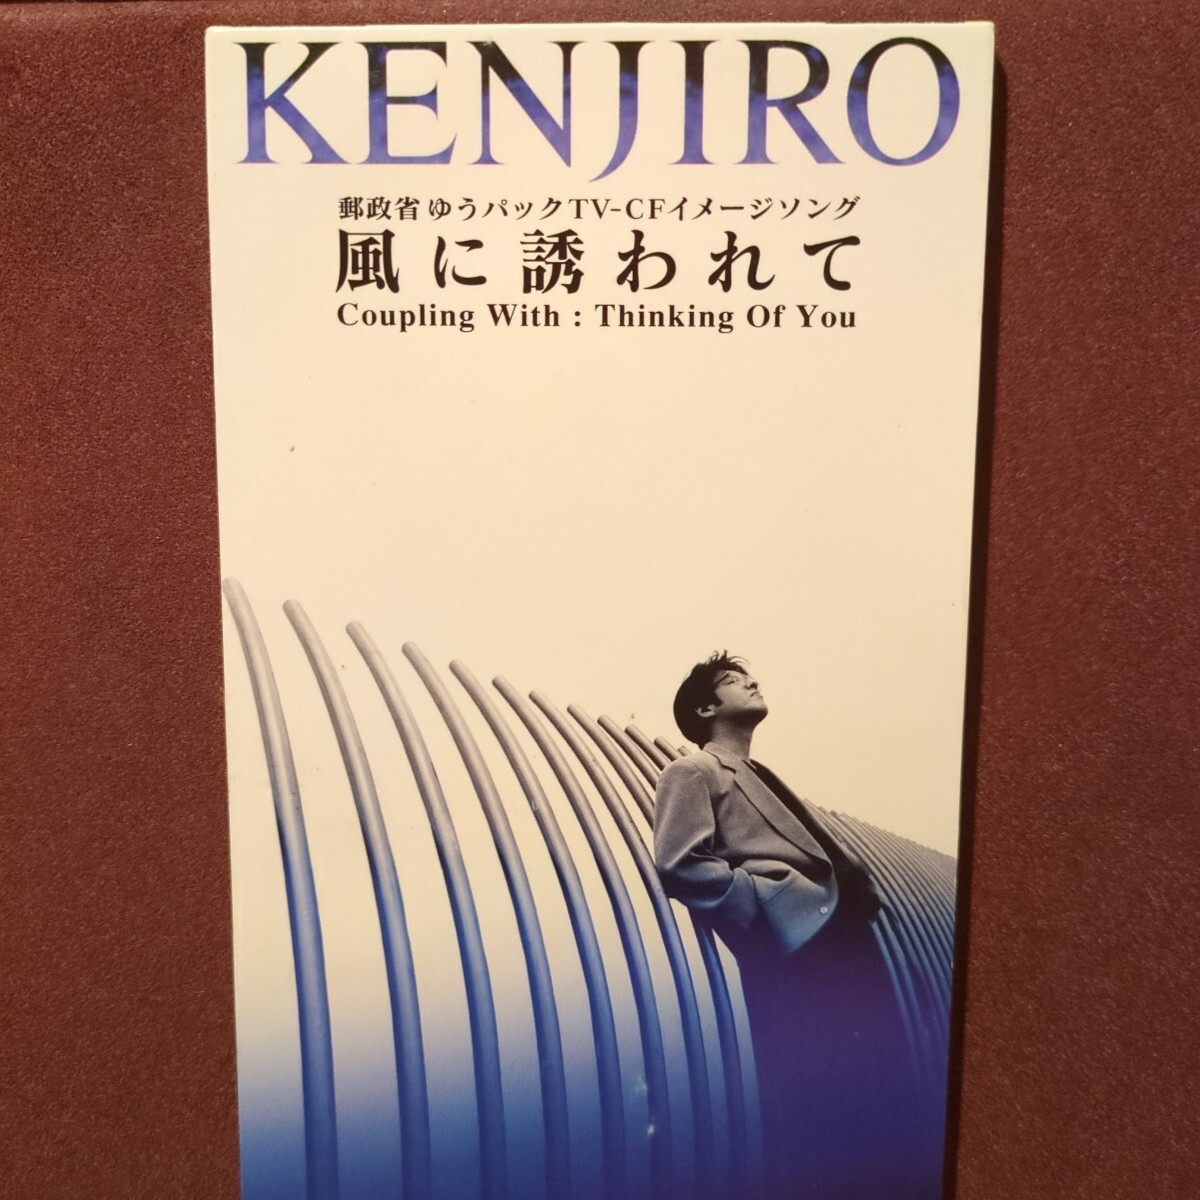 KENJIRO
郵政省 ゆうパックTV-CFイメージソング
風に誘われて
Coupling With : Thinking Of You